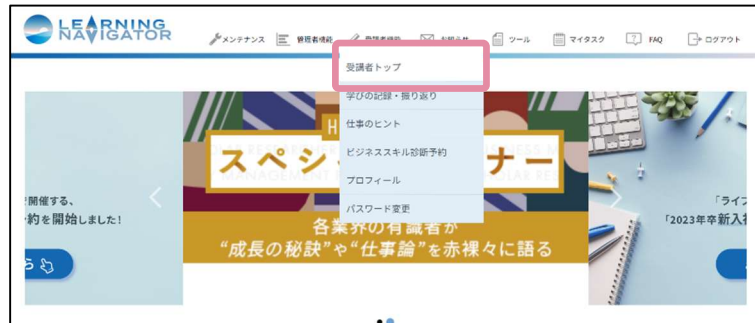 LEARNING
NAVIGATOR
メンテナンス
管理者機能
ツール
マイタスク
FAQ
ログアウト
受講者トップ
学びの記録・振り返り
仕事のヒント
ビジネススキル診断予約
プロフィール
パスワード変更
開催する、
約を開始しました!
スペシ
ナー
各業界の有識者が
“成長の秘訣”や“仕事論”を赤裸々に語る
「ライフ
「2023年卒新入社